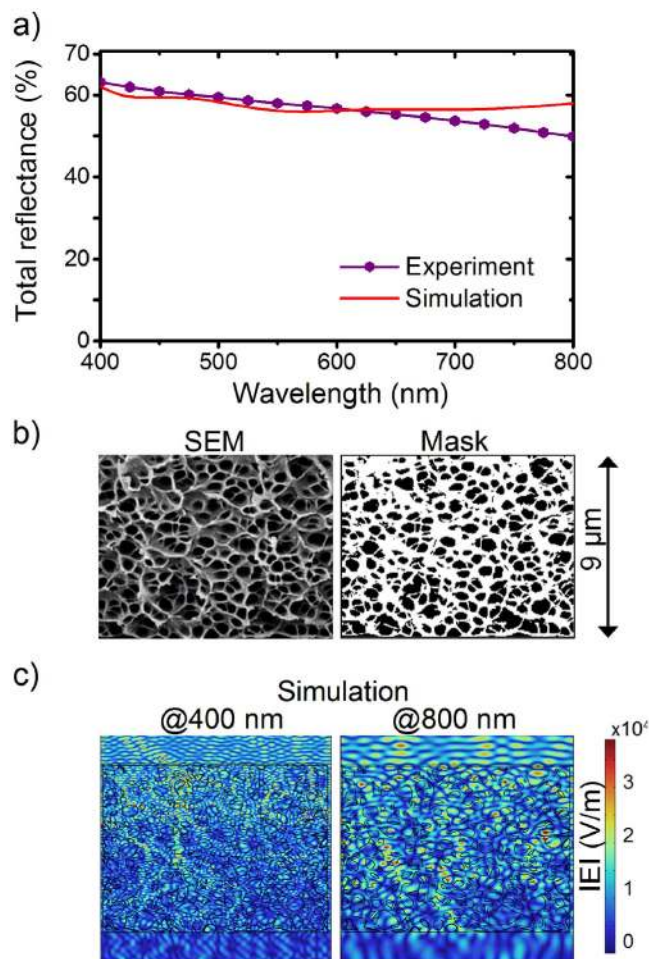 a)
Total reflectance (%)
70
60
40
20
0
Experiment
Simulation
400
500
600
700
800
Wavelength (nm)
b)
SEM
Mask
9 µm
c)
Simulation
@400 nm
@800 nm
x10⁴
3
2
1
0
IEI (V/m)